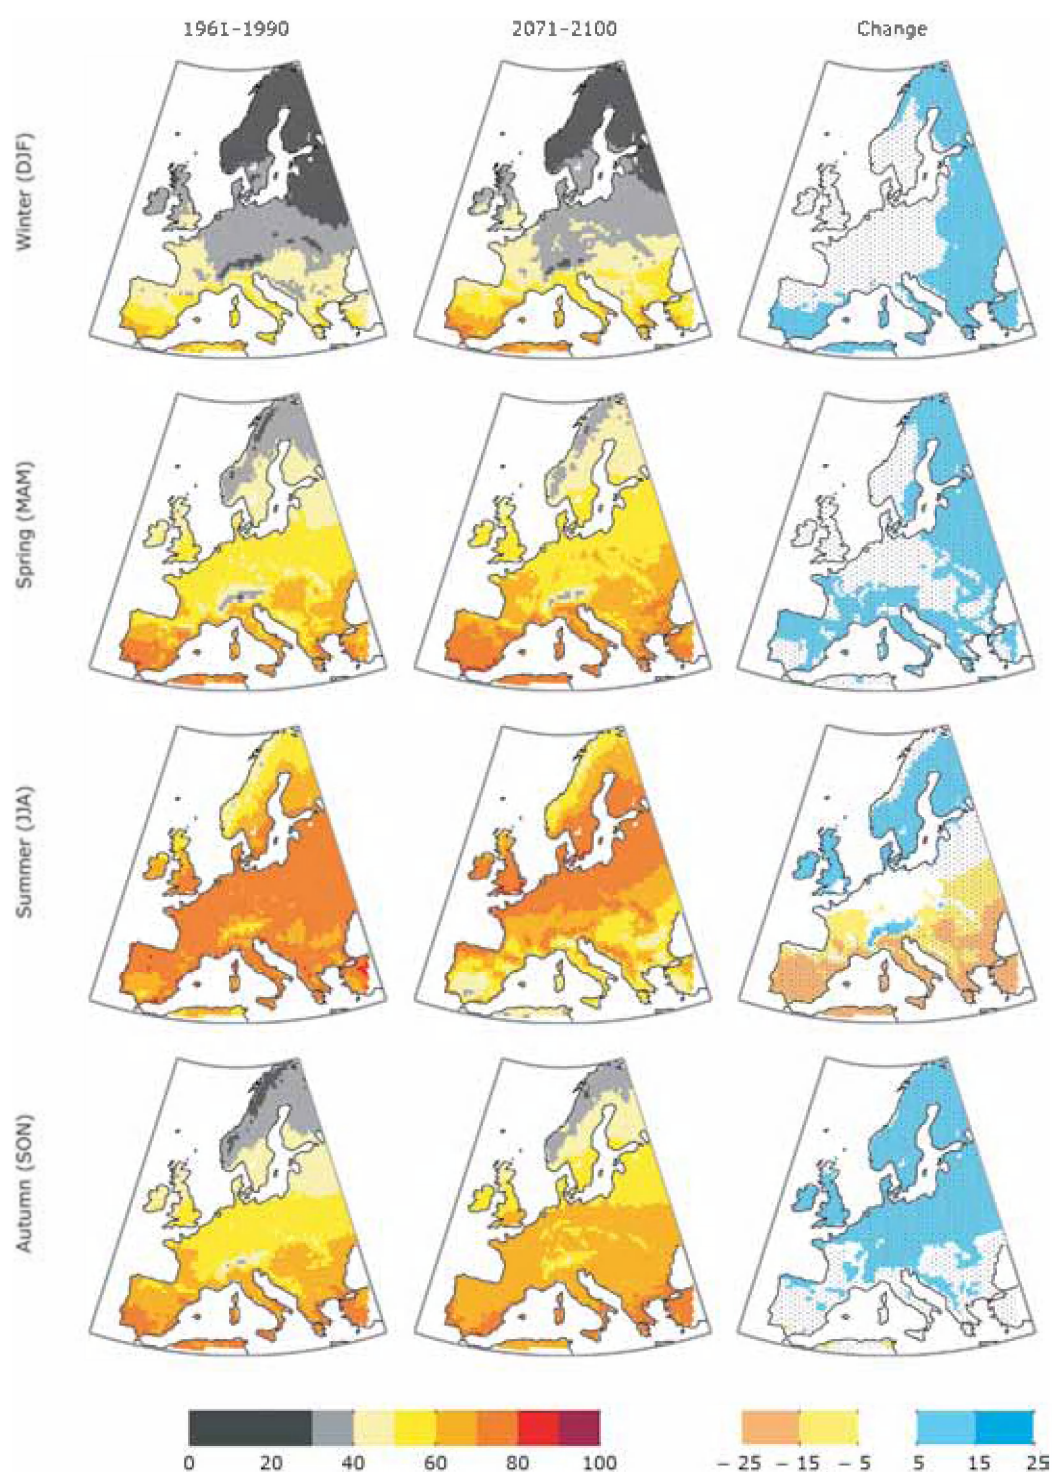 1961-1990 2071-2100 Change
Winter (DJF)
Spring (MAM)
Summer (JJA)
Autumn (SON)
0 20 40 60 80 100 − 25 − 15 − 5 5 15 25